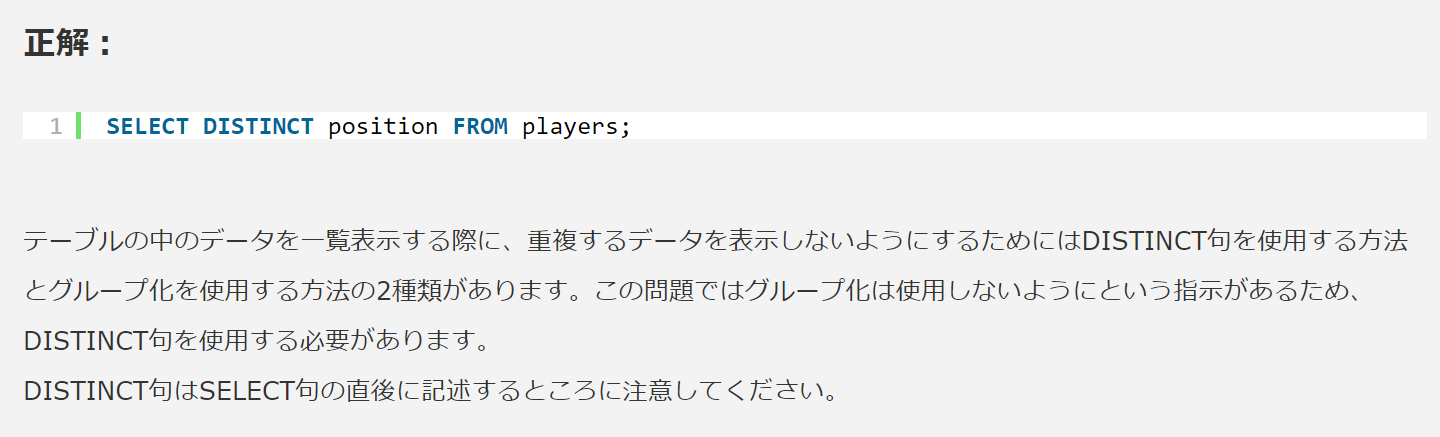 正解：
1 SELECT DISTINCT position FROM players;
テーブルの中のデータを一覧表示する際に、重複するデータを表示しないようにするためにはDISTINCT句を使用する方法
とグループ化を使用する方法の2種類があります。この問題ではグループ化は使用しないようにという指示があるため、
DISTINCT句を使用する必要があります。
DISTINCT句はSELECT句の直後に記述するところに注意してください。